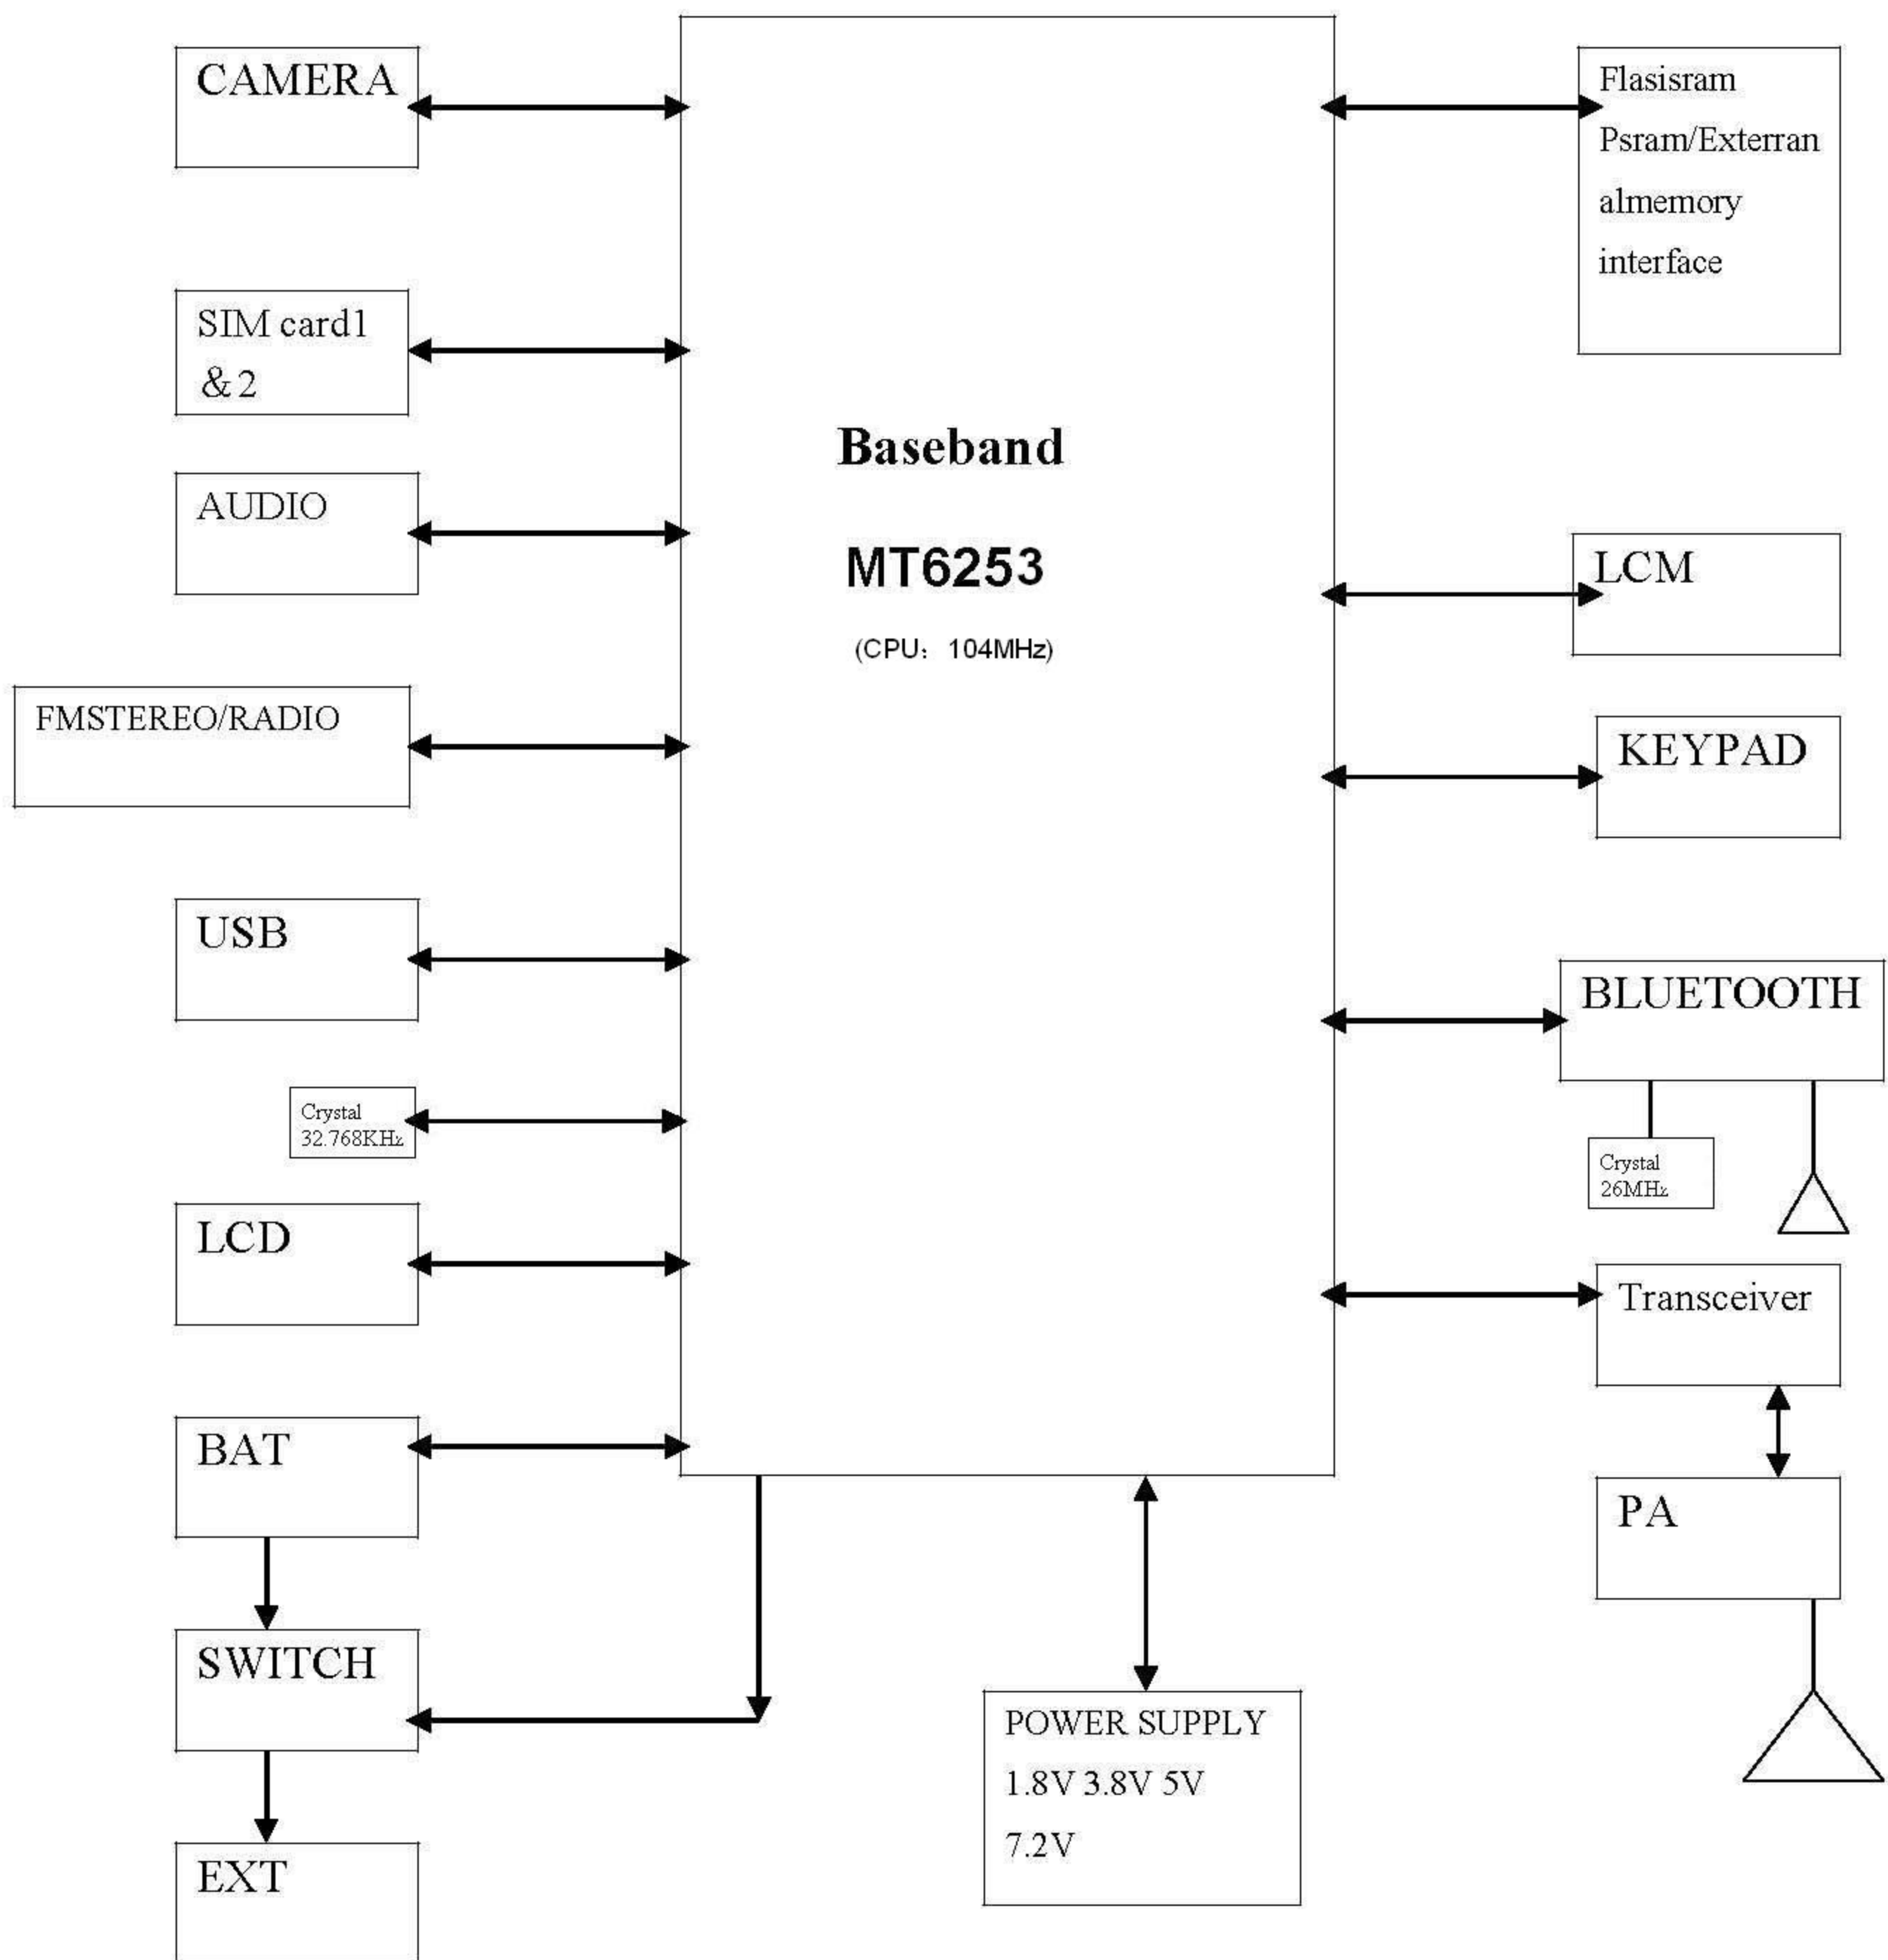 CAMERA
SIM card1
&2
AUDIO
FMSTEREO/RADIO
USB
Crystal
32.768KHz
LCD
BAT
SWITCH
EXT
Baseband
MT6253
(CPU：104MHz)
POWER SUPPLY
1.8V 3.8V 5V
7.2V
Flasisram
Psram/Exterran
almemory
interface
LCM
KEYPAD
BLUETOOTH
Crystal
26MHz
Transceiver
PA